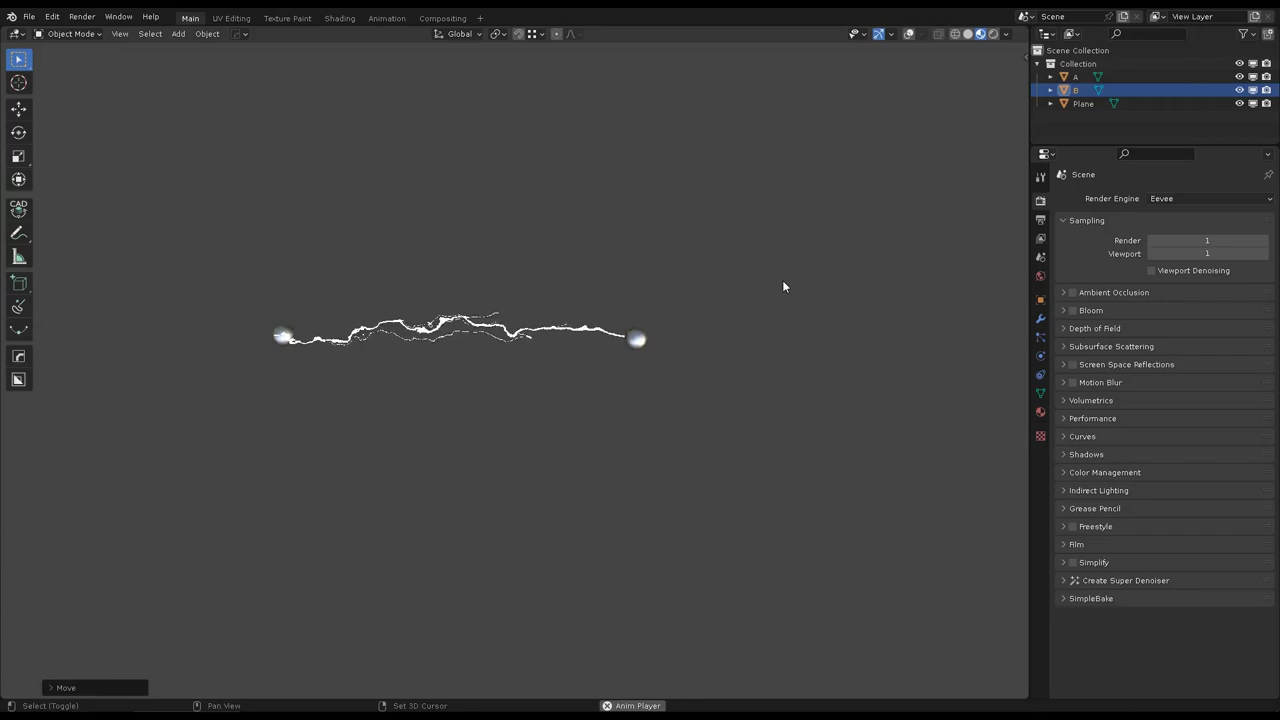 File Edit Render Window Help Main UV Editing Texture Paint Shading Animation Compositing + Scene View Layer
Object Mode View Select Add Object Global
Scene Collection
Collection
A
B
Plane
CAD
Scene
Render Engine Eevee
Sampling
Render 1
Viewport 1
Viewport Denoising
Ambient Occlusion
Bloom
Depth of Field
Subsurface Scattering
Screen Space Reflections
Motion Blur
Volumetrics
Performance
Curves
Shadows
Color Management
Indirect Lighting
Grease Pencil
Freestyle
Film
Simplify
Create Super Denoiser
SimpleBake
Move
Select (Toggle) Pan View Set 3D Cursor Anim Player